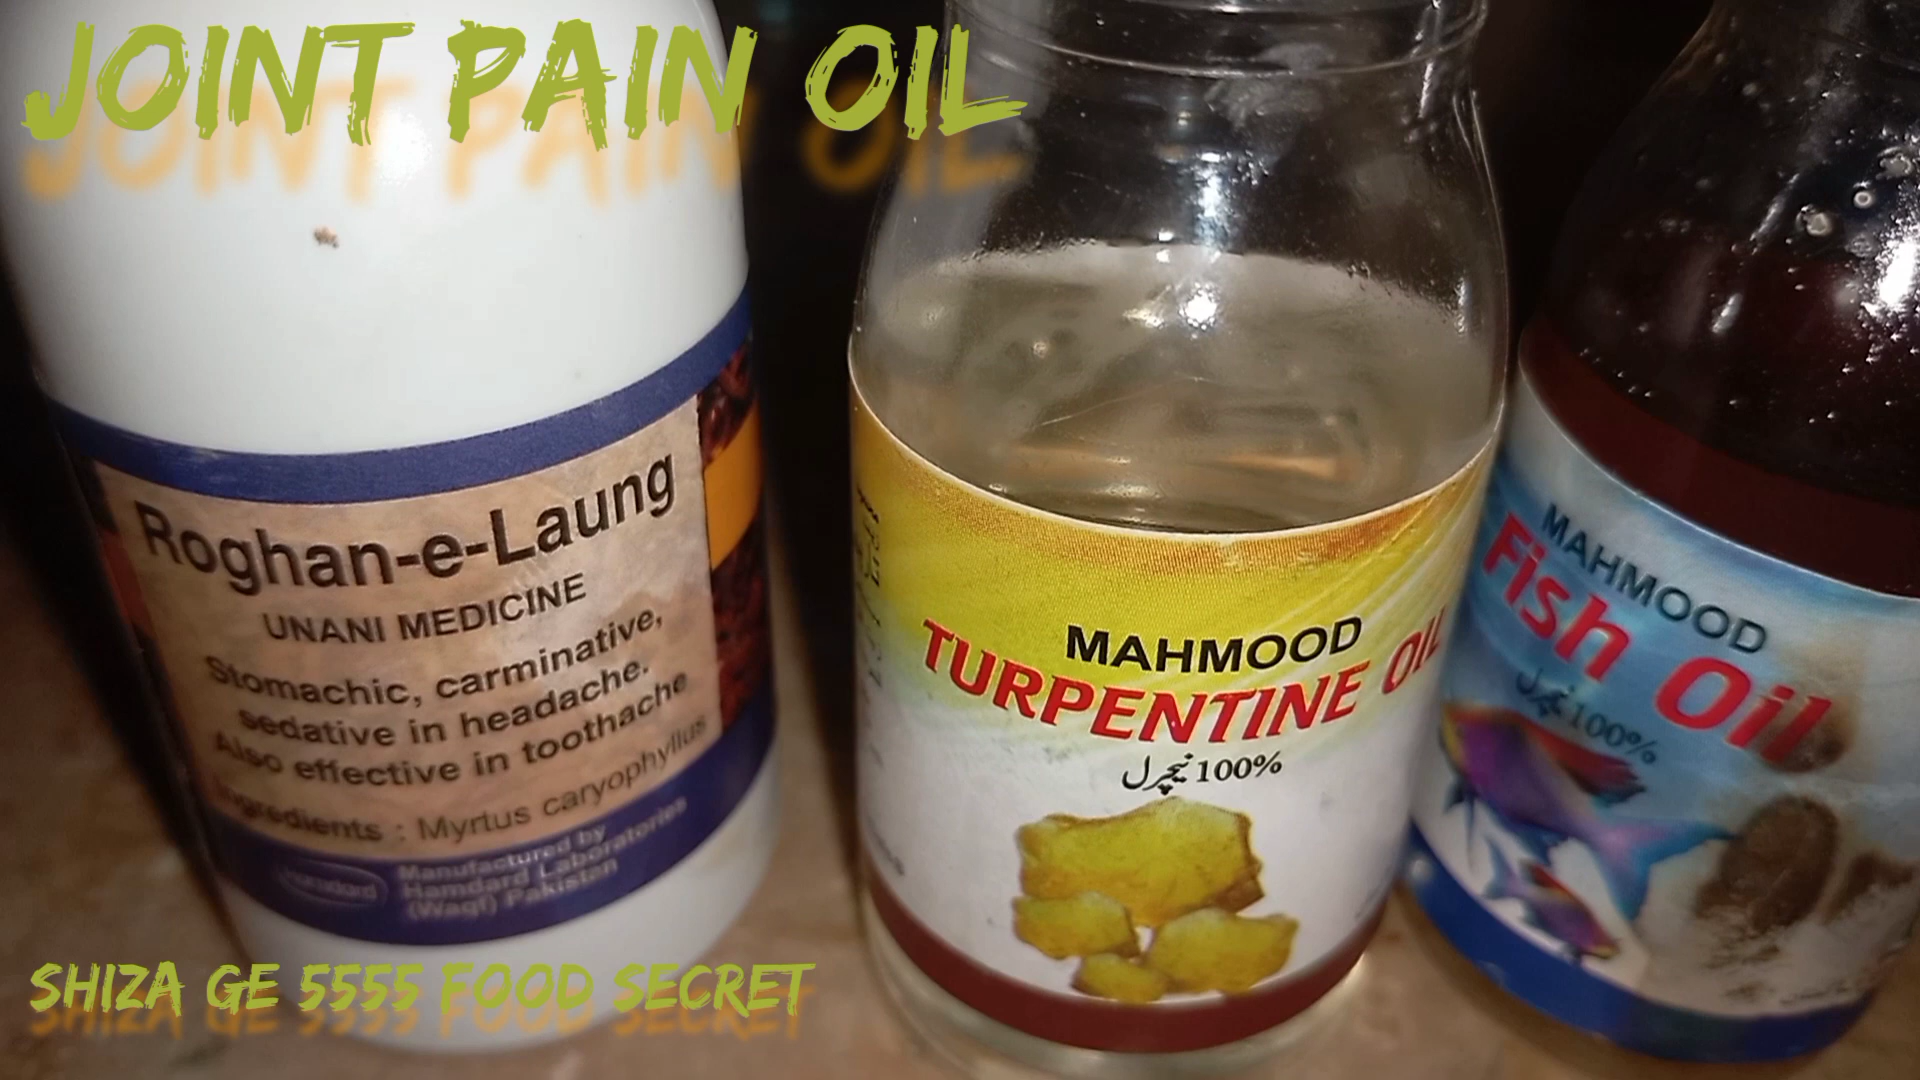 JOINT PAIN OIL
Roghan-e-Laung
UNANI MEDICINE
Stomachic, carminative,
sedative in headache.
Also effective in toothache
Ingredients : Myrtus caryophyllus
Hamdard
Manufactured by
Hamdard Laboratories
(Waqf) Pakistan
MAHMOOD
TURPENTINE OIL
100% نیچرل
MAHMOOD
Fish Oil
100% نیچرل
SHIZA GE 5555 FOOD SECRET